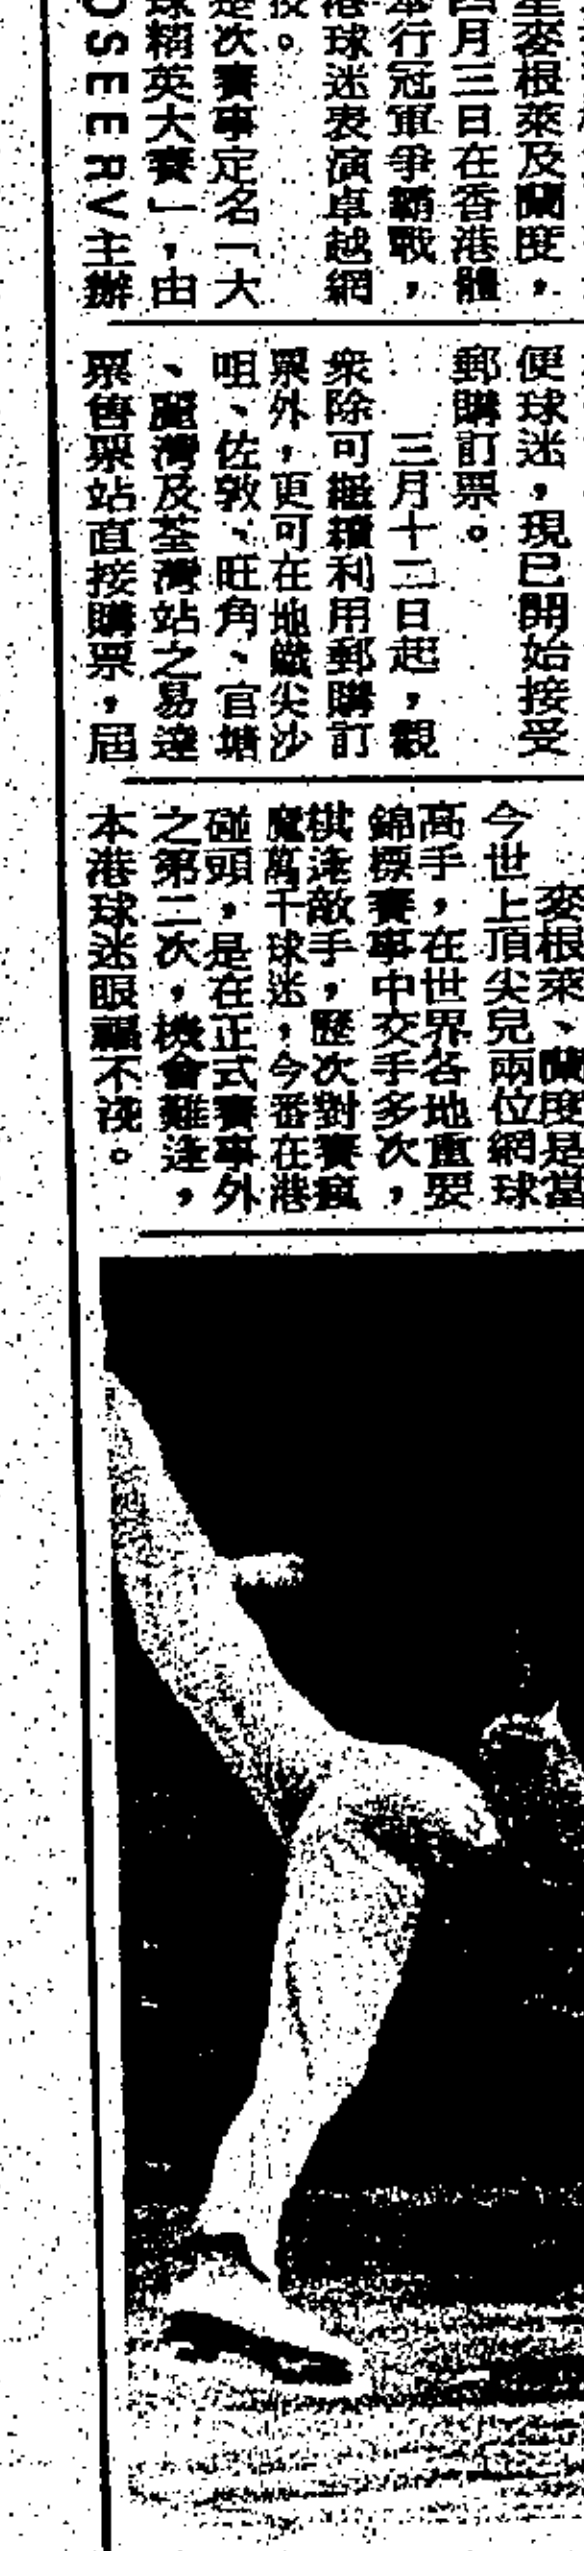 麥根萊及蘭度，
四月三日在香港體
行冠軍爭霸戰，
港球迷表演卓越網
技。
是次賽事定名「大
球精英大賽」，由
OSEERV主辦
便球迷，現已開始接受
郵購訂票。
三月十二日起，觀
衆除可繼續利用郵購訂
票外，更可在地鐵尖沙
咀、佐敦、旺角、官塘
、麗灣及荃灣站之易達
票售票站直接購票，屆
麥根萊、蘭度是當
今世上頂尖兒兩位網球
高手，在世界各地重要
錦標賽事中交手多次，
棋逢敵手，歷次對賽瘋
魔萬千球迷，今番在港
碰頭，是在正式賽事外
之第二次，機會難逢，
本港球迷眼福不淺。